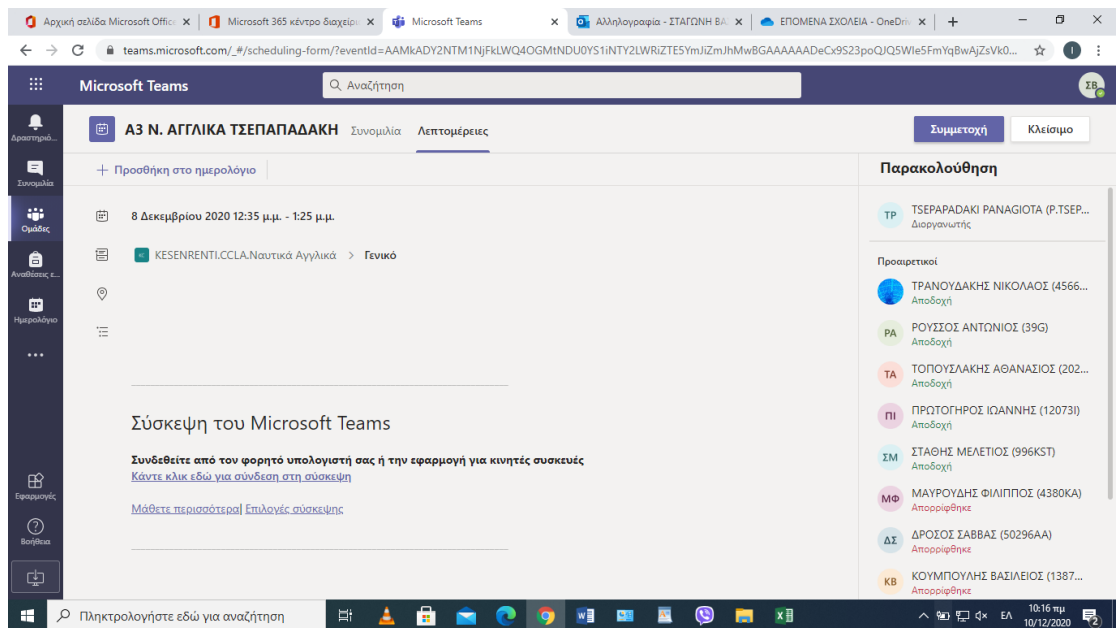 Αρχική σελίδα Microsoft Office
Microsoft 365 κέντρο διαχείρι
Microsoft Teams
Αλληλογραφία - ΣΤΑΓΩΝΗ ΒΑ
ΕΠΟΜΕΝΑ ΣΧΟΛΕΙΑ - OneDri
teams.microsoft.com/_#/scheduling-form/?eventId=
I
Microsoft Teams
Αναζήτηση
ΣΒ
Δραστηριό...
Συνομιλία
Ομάδες
Αναθέσεις ε...
Ημερολόγιο
Εφαρμογές
Βοήθεια
Α3 Ν. ΑΓΓΛΙΚΑ ΤΣΕΠΑΠΑΔΑΚΗ Συνομιλία Λεπτομέρειες
Συμμετοχή Κλείσιμο
+ Προσθήκη στο ημερολόγιο
8 Δεκεμβρίου 2020 12:35 μ.μ. - 1:25 μ.μ.
KESENRENTI.CCLA.Ναυτικά Αγγλικά > Γενικό
Σύσκεψη του Microsoft Teams
Συνδεθείτε από τον φορητό υπολογιστή σας ή την εφαρμογή για κινητές συσκευές
Κάντε κλικ εδώ για σύνδεση στη σύσκεψη
Μάθετε περισσότερα| Επιλογές σύσκεψης
Παρακολούθηση
TP
TSEPAPADAKI PANAGIOTA (P.TSEP...
Διοργανωτής
Προαιρετικοί
ΤΡΑΝΟΥΔΑΚΗΣ ΝΙΚΟΛΑΟΣ (4566...
Αποδοχή
ΡΑ
ΡΟΥΣΣΟΣ ΑΝΤΩΝΙΟΣ (39G)
Αποδοχή
ΤΑ
ΤΟΠΟΥΣΛΑΚΗΣ ΑΘΑΝΑΣΙΟΣ (202...
Αποδοχή
ΠΙ
ΠΡΩΤΟΓΗΡΟΣ ΙΩΑΝΝΗΣ (12073Ι)
Αποδοχή
ΣΜ
ΣΤΑΘΗΣ ΜΕΛΕΤΙΟΣ (996KST)
Αποδοχή
ΜΦ
ΜΑΥΡΟΥΔΗΣ ΦΙΛΙΠΠΟΣ (4380ΚΑ)
Απορρίφθηκε
ΔΣ
ΔΡΟΣΟΣ ΣΑΒΒΑΣ (50296ΑΑ)
Απορρίφθηκε
ΚΒ
ΚΟΥΜΠΟΥΛΗΣ ΒΑΣΙΛΕΙΟΣ (1387...
Απορρίφθηκε
Πληκτρολογήστε εδώ για αναζήτηση
ΕΛ
10:16 πμ
10/12/2020
2